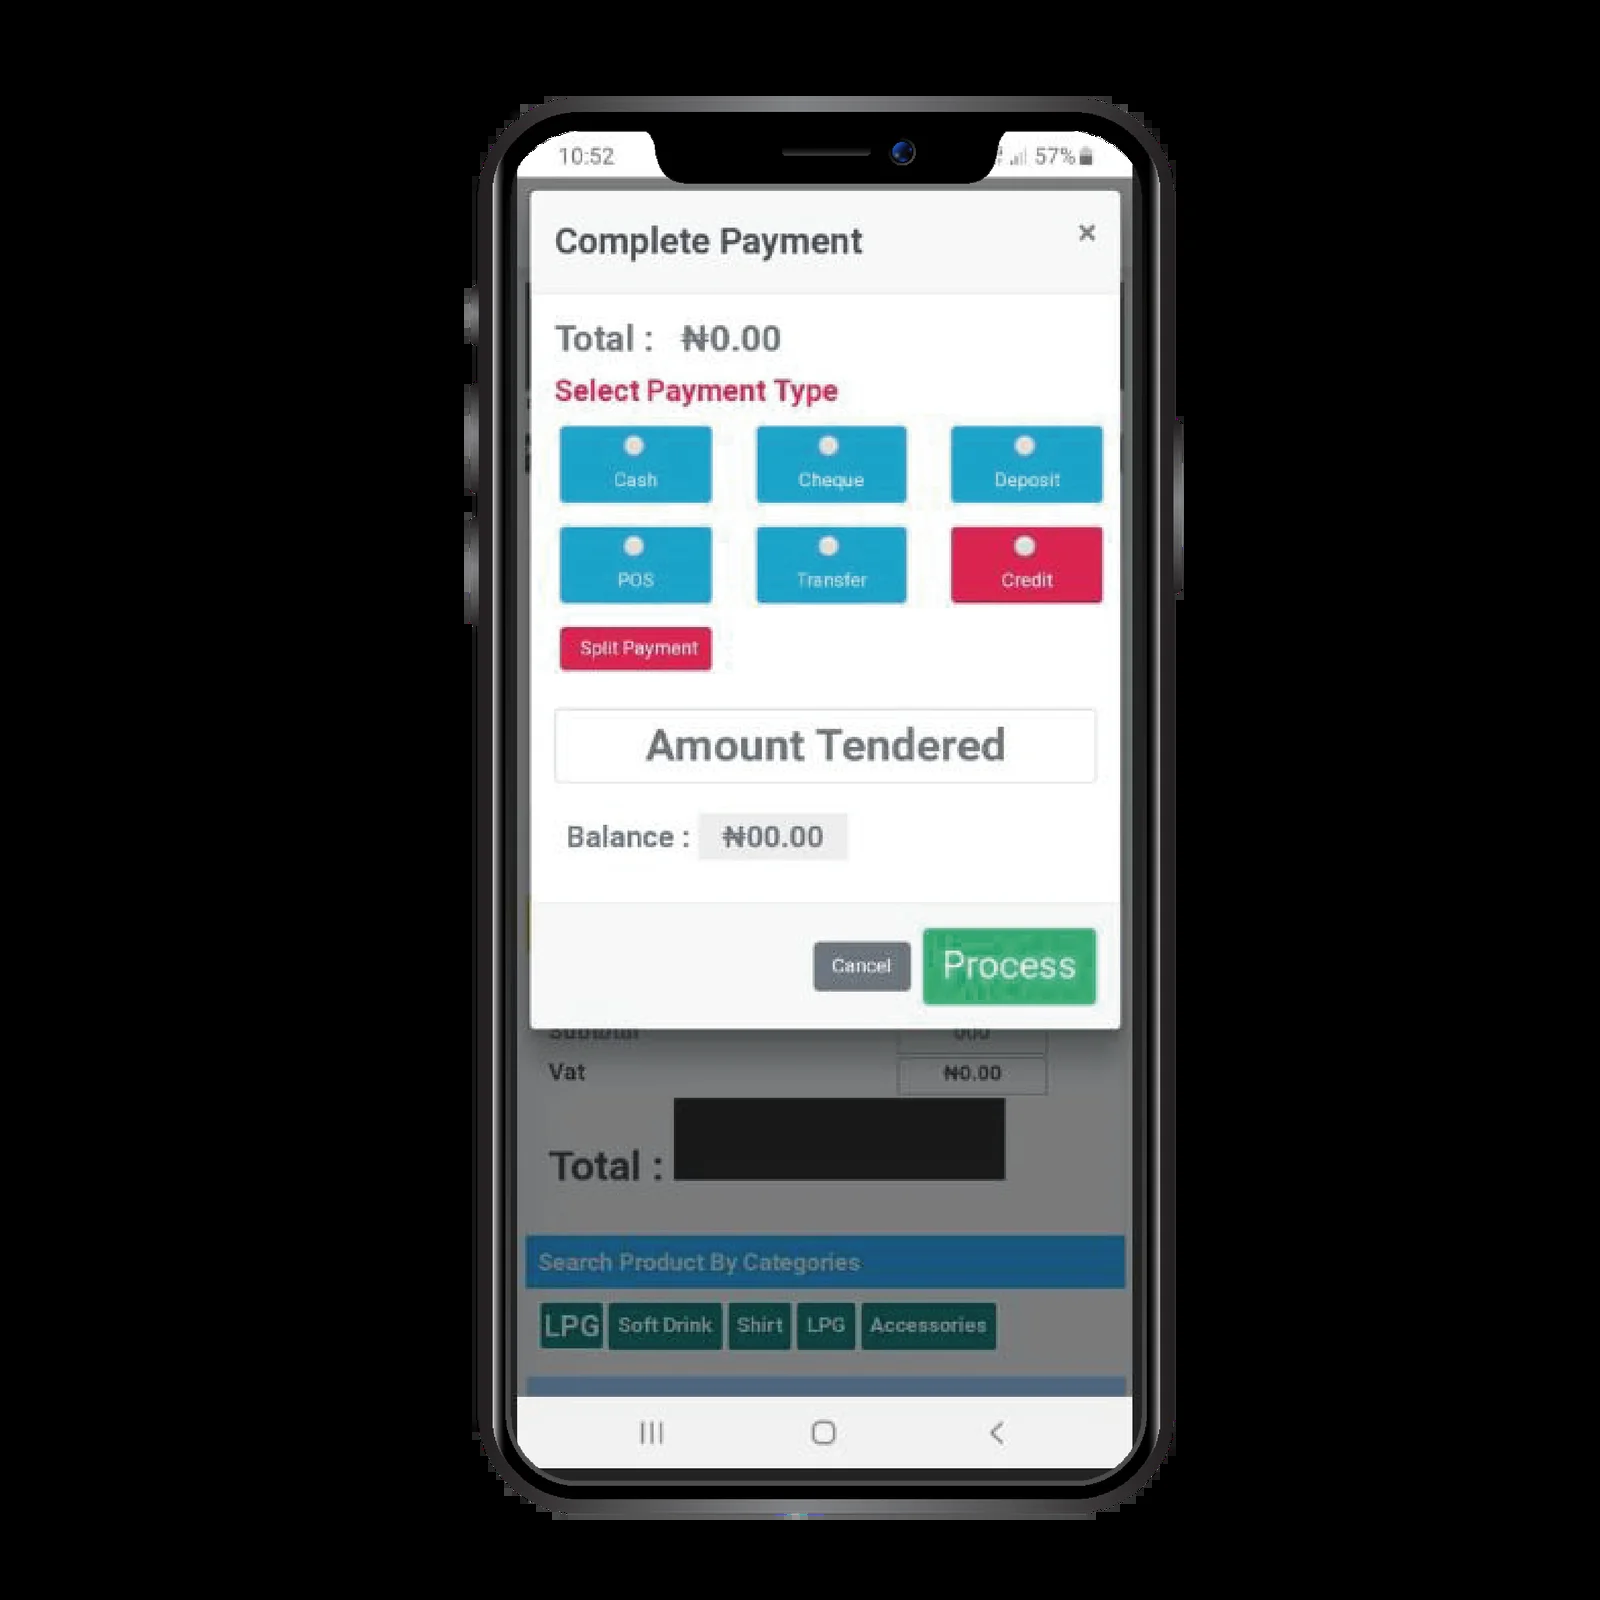 10:52 57%
Complete Payment ×
Total : ₦0.00
Select Payment Type
Cash Cheque Deposit
POS Transfer Credit
Split Payment
Amount Tendered
Balance : ₦00.00
Cancel Process
Subtotal
Vat ₦0.00
Total :
Search Product By Categories
LPG Soft Drink Shirt LPG Accessories